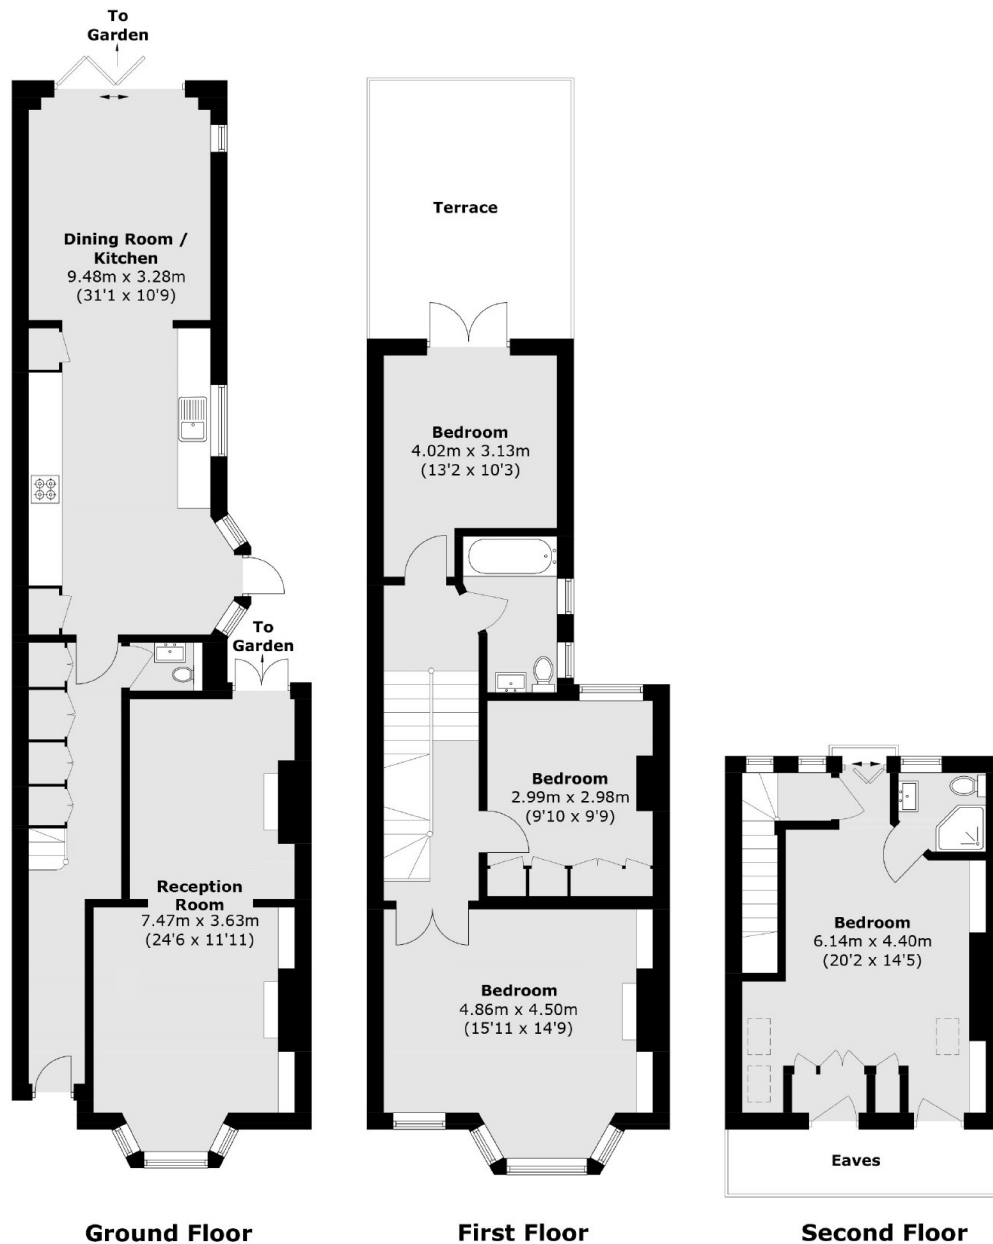 To
Garden
Dining Room /
Kitchen
9.48m x 3.28m
(31'1 x 10'9)
To
Garden
Reception
Room
7.47m x 3.63m
(24'6 x 11'11)
Ground Floor
Terrace
Bedroom
4.02m x 3.13m
(13'2 x 10'3)
Bedroom
2.99m x 2.98m
(9'10 x 9'9)
Bedroom
4.86m x 4.50m
(15'11 x 14'9)
First Floor
Bedroom
6.14m x 4.40m
(20'2 x 14'5)
Eaves
Second Floor